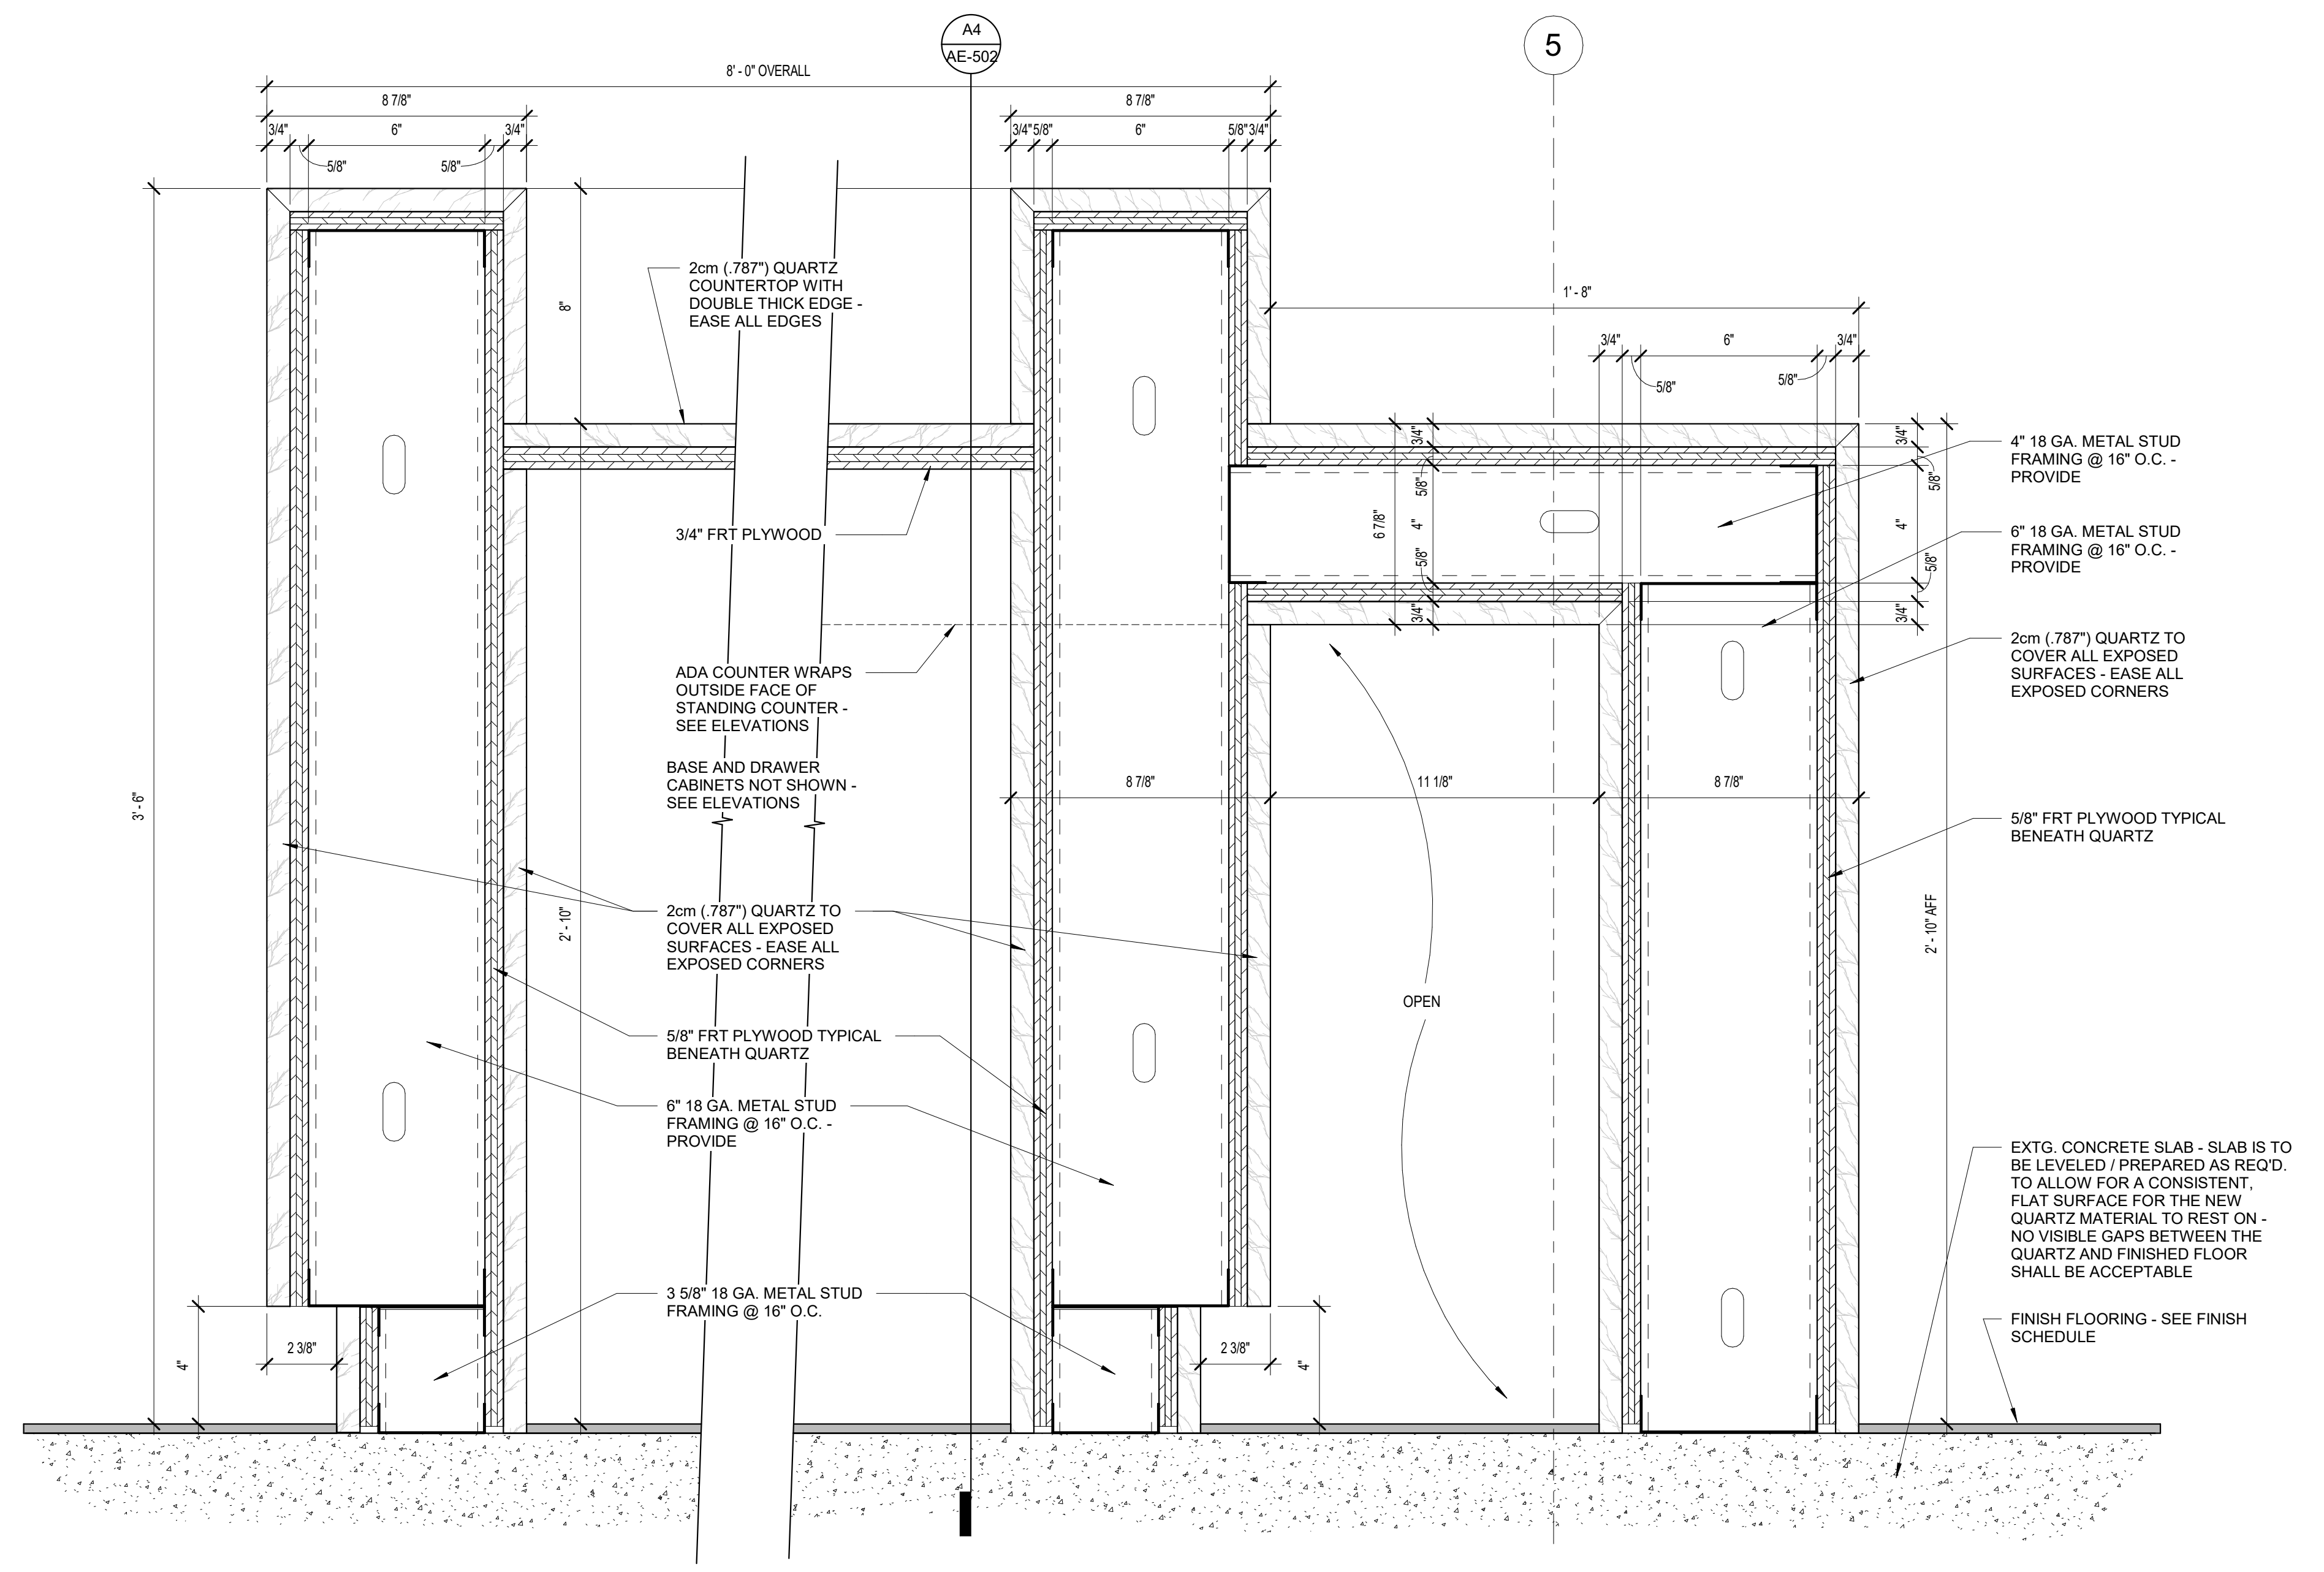 A4
AE-502
5
8' - 0" OVERALL
8 7/8"
8 7/8"
3/4"
6"
3/4"
3/4"
5/8"
6"
5/8"
3/4"
5/8"
5/8"
2cm (.787") QUARTZ
COUNTERTOP WITH
DOUBLE THICK EDGE -
EASE ALL EDGES
8"
1' - 8"
3/4"
6"
3/4"
5/8"
5/8"
3/4"
5/8"
4"
5/8"
3/4"
6 7/8"
3/4"
5/8"
4"
5/8"
3/4"
4" 18 GA. METAL STUD
FRAMING @ 16" O.C. -
PROVIDE
6" 18 GA. METAL STUD
FRAMING @ 16" O.C. -
PROVIDE
3/4" FRT PLYWOOD
2cm (.787") QUARTZ TO
COVER ALL EXPOSED
SURFACES - EASE ALL
EXPOSED CORNERS
ADA COUNTER WRAPS
OUTSIDE FACE OF
STANDING COUNTER -
SEE ELEVATIONS
BASE AND DRAWER
CABINETS NOT SHOWN -
SEE ELEVATIONS
8 7/8"
11 1/8"
8 7/8"
3' - 6"
5/8" FRT PLYWOOD TYPICAL
BENEATH QUARTZ
2cm (.787") QUARTZ TO
COVER ALL EXPOSED
SURFACES - EASE ALL
EXPOSED CORNERS
2' - 10"
2' - 10" AFF
OPEN
5/8" FRT PLYWOOD TYPICAL
BENEATH QUARTZ
6" 18 GA. METAL STUD
FRAMING @ 16" O.C. -
PROVIDE
EXTG. CONCRETE SLAB - SLAB IS TO
BE LEVELED / PREPARED AS REQ'D.
TO ALLOW FOR A CONSISTENT,
FLAT SURFACE FOR THE NEW
QUARTZ MATERIAL TO REST ON -
NO VISIBLE GAPS BETWEEN THE
QUARTZ AND FINISHED FLOOR
SHALL BE ACCEPTABLE
3 5/8" 18 GA. METAL STUD
FRAMING @ 16" O.C.
FINISH FLOORING - SEE FINISH
SCHEDULE
2 3/8"
4"
2 3/8"
4"